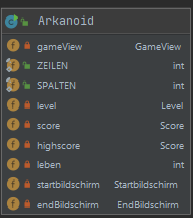 Arkanoid
gameView GameView
ZEILEN int
SPALTEN int
level Level
score Score
highscore Score
leben int
startbildschirm Startbildschirm
endBildschirm EndBildschirm